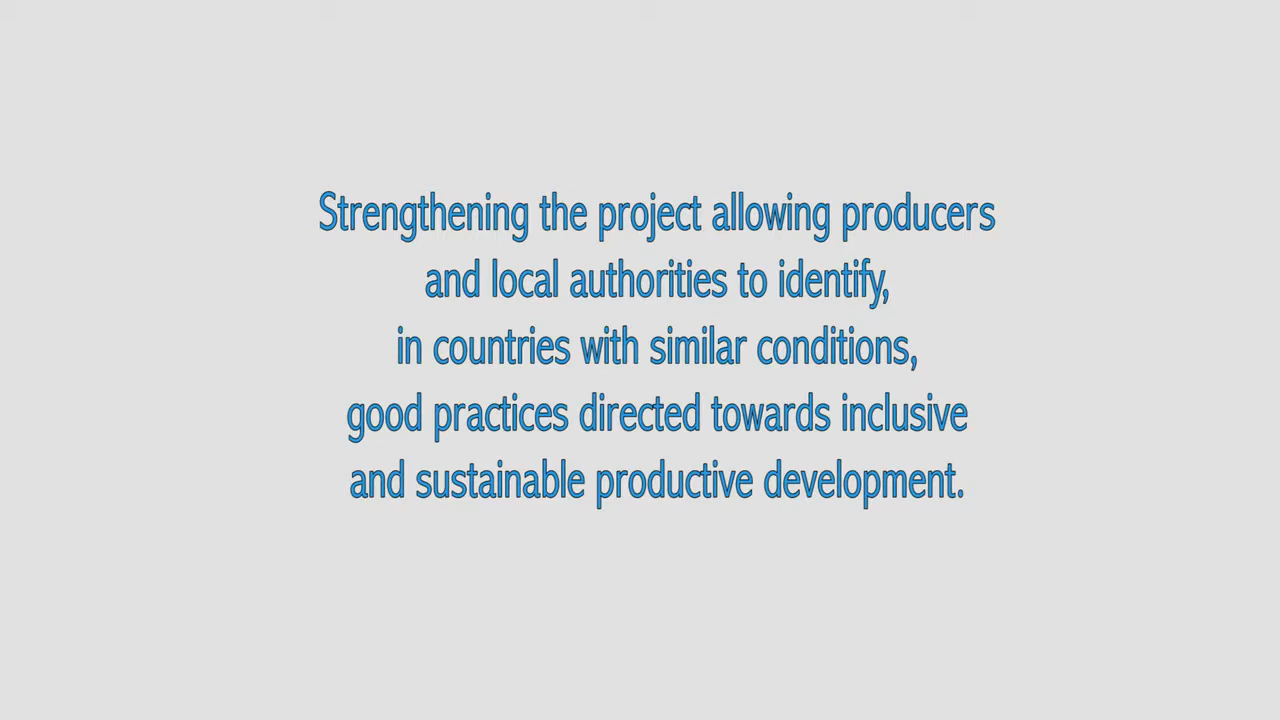 Strengthening the project allowing producers
and local authorities to identify,
in countries with similar conditions,
good practices directed towards inclusive
and sustainable productive development.